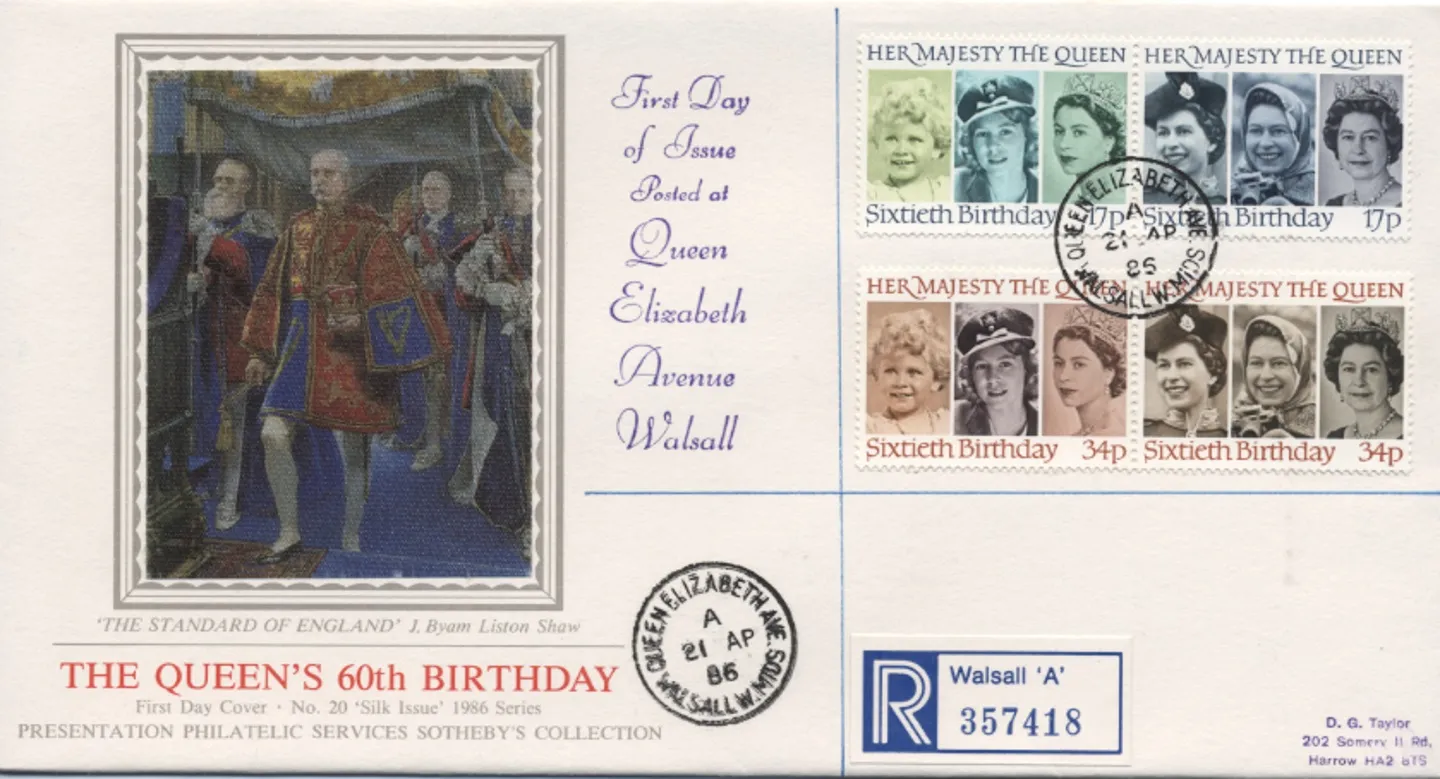 First Day
of Issue
Posted at
Queen
Elizabeth
Avenue
Walsall
HER MAJESTY THE QUEEN
Sixtieth Birthday 17p
HER MAJESTY THE QUEEN
Sixtieth Birthday 17p
QUEEN ELIZABETH AVE.
A
21 AP
86
WALSALL W. MIDS
HER MAJESTY THE QUEEN
Sixtieth Birthday 34p
HER MAJESTY THE QUEEN
Sixtieth Birthday 34p
'THE STANDARD OF ENGLAND' J. Byam Liston Shaw
THE QUEEN'S 60th BIRTHDAY
First Day Cover · No. 20 'Silk Issue' 1986 Series
PRESENTATION PHILATELIC SERVICES SOTHEBY'S COLLECTION
QUEEN ELIZABETH AVE.
A
21 AP
86
WALSALL W. MIDS
R
Walsall 'A'
357418
D. G. Taylor
202 Rd,
Harrow HA2